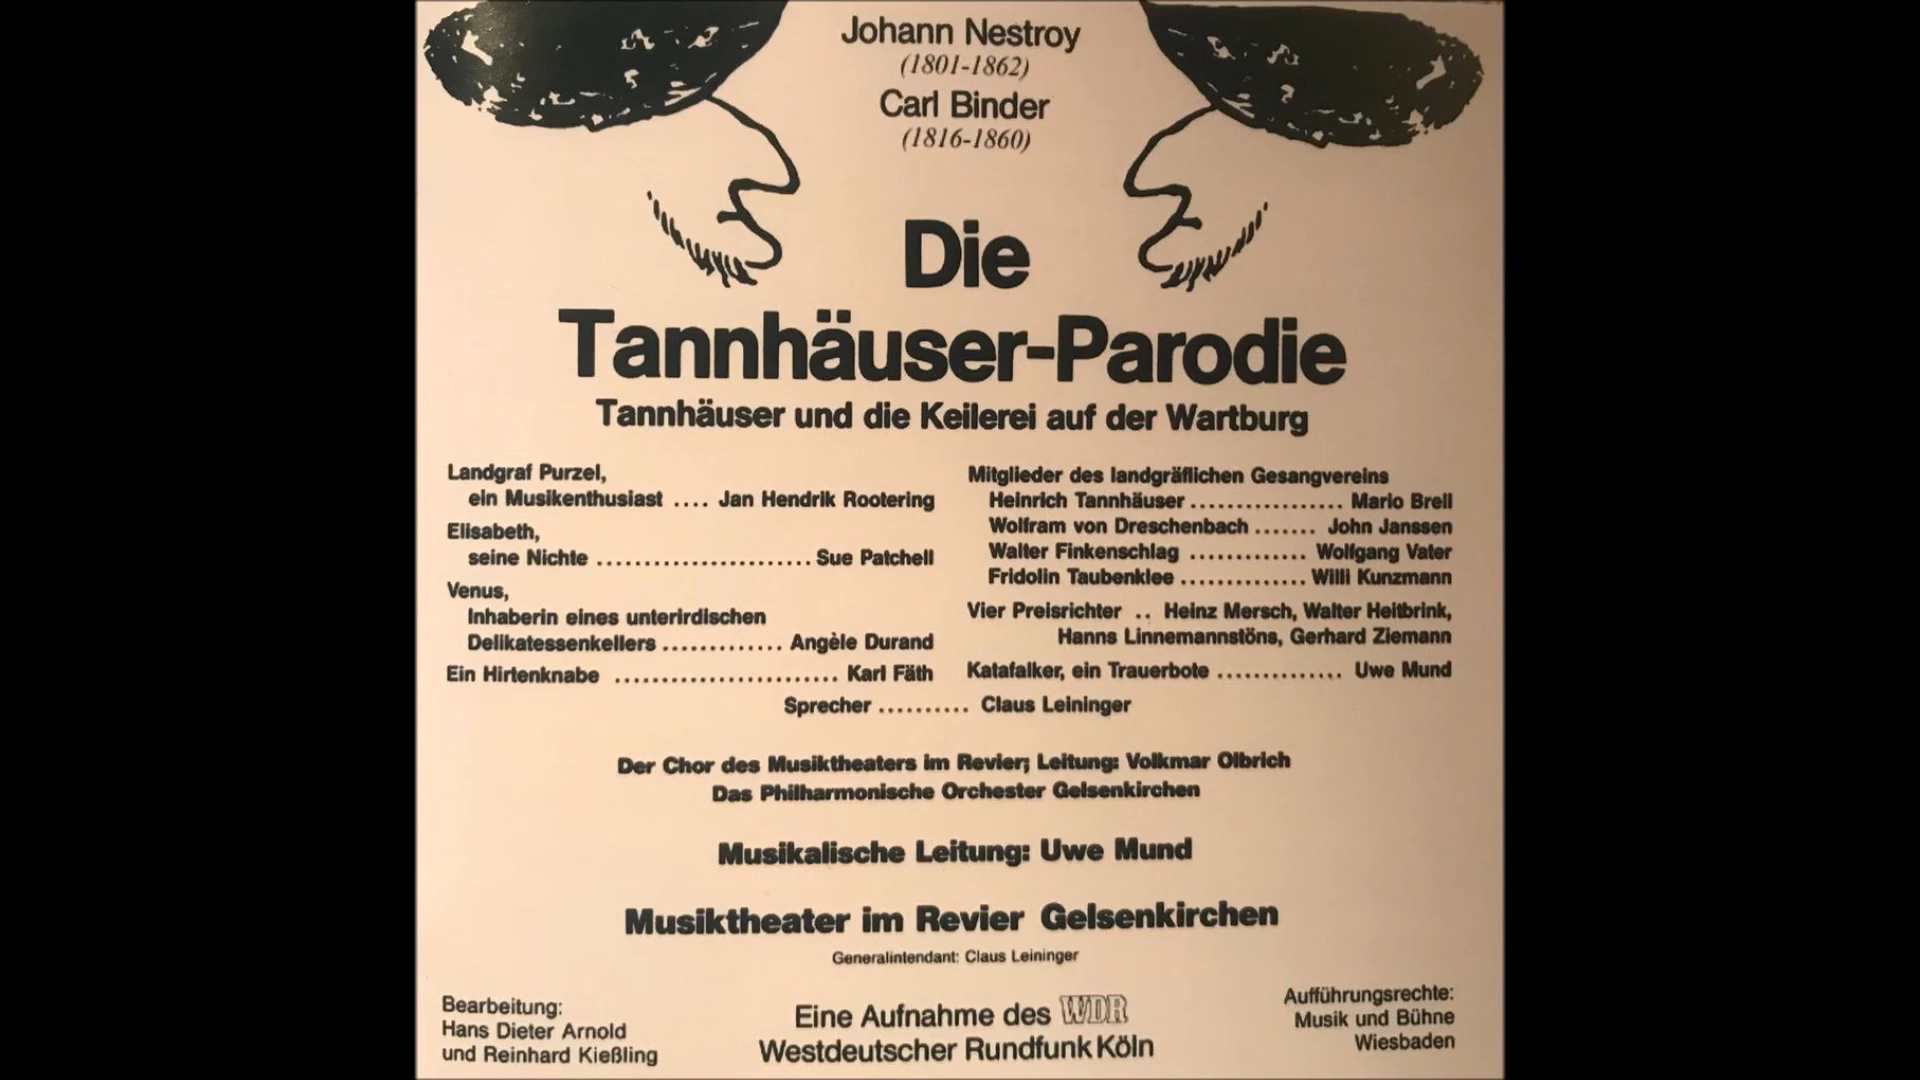 Johann Nestroy
(1801-1862)
Carl Binder
(1816-1860)
Die
Tannhäuser-Parodie
Tannhäuser und die Keilerei auf der Wartburg
Landgraf Purzel,
ein Musikenthusiast .... Jan Hendrik Rootering
Elisabeth,
seine Nichte ....................... Sue Patchell
Venus,
Inhaberin eines unterirdischen
Delikatessenkellers ............. Angèle Durand
Ein Hirtenknabe ........................ Karl Fäth
Mitglieder des landgräflichen Gesangvereins
Heinrich Tannhäuser ................. Mario Brell
Wolfram von Dreschenbach ....... John Janssen
Walter Finkenschlag ............. Wolfgang Vater
Fridolin Taubenklee .............. Willi Kunzmann
Vier Preisrichter .. Heinz Mersch, Walter Heitbrink,
Hanns Linnemannstöns, Gerhard Ziemann
Katafalker, ein Trauerbote .............. Uwe Mund
Sprecher .......... Claus Leininger
Der Chor des Musiktheaters im Revier; Leitung: Volkmar Olbrich
Das Philharmonische Orchester Gelsenkirchen
Musikalische Leitung: Uwe Mund
Musiktheater im Revier Gelsenkirchen
Generalintendant: Claus Leininger
Bearbeitung:
Hans Dieter Arnold
und Reinhard Kießling
Eine Aufnahme des WDR
Westdeutscher Rundfunk Köln
Aufführungsrechte:
Musik und Bühne
Wiesbaden